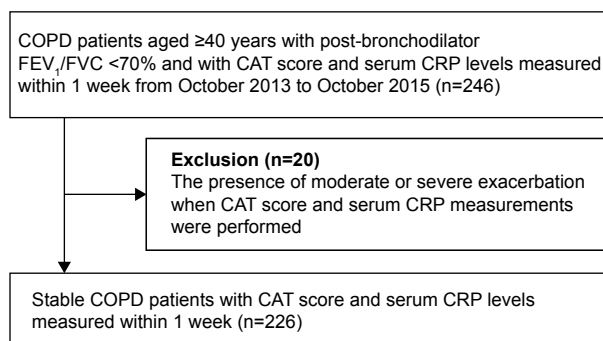 COPD patients aged ≥40 years with post-bronchodilator
FEV₁/FVC <70% and with CAT score and serum CRP levels measured
within 1 week from October 2013 to October 2015 (n=246)
Exclusion (n=20)
The presence of moderate or severe exacerbation
when CAT score and serum CRP measurements
were performed
Stable COPD patients with CAT score and serum CRP levels
measured within 1 week (n=226)